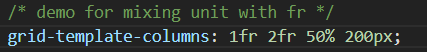 /* demo for mixing unit with fr */
grid-template-columns: 1fr 2fr 50% 200px;